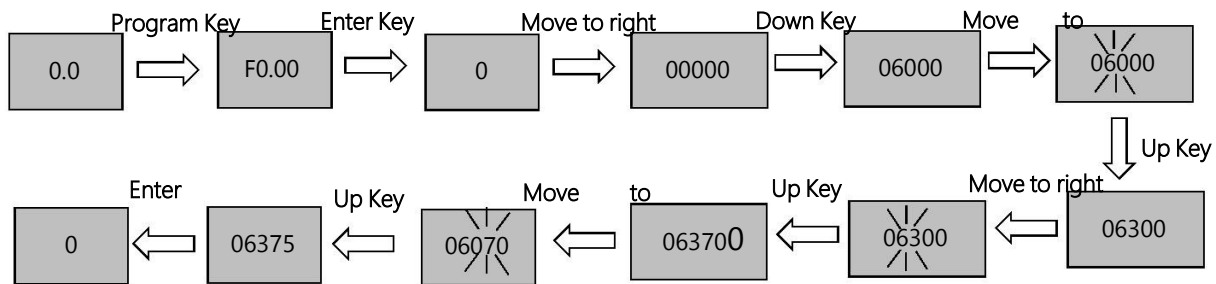 Program Key Enter Key Move to right Down Key Move to
0.0 F0.00 0 00000 06000 06000
Up Key
Enter Up Key Move to Up Key Move to right
0 06375 06070 063700 06300 06300